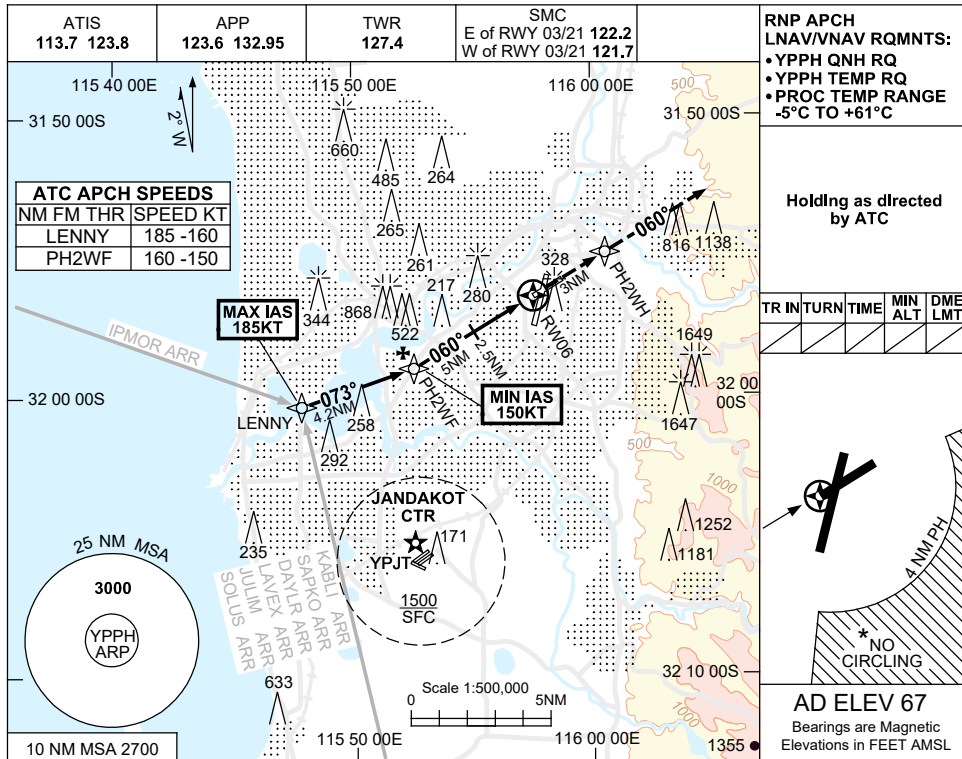 ATIS
113.7 123.8
APP
123.6 132.95
TWR
127.4
SMC
E of RWY 03/21 122.2
W of RWY 03/21 121.7
RNP APCH
LNAV/VNAV RQMNTS:
•YPPH QNH RQ
•YPPH TEMP RQ
•PROC TEMP RANGE
-5°C TO +61°C
Holding as directed
by ATC
TR IN
TURN
TIME
MIN
ALT
DME
LMT
4 NM PH
*NO
CIRCLING
AD ELEV 67
Bearings are Magnetic
Elevations in FEET AMSL
115 40 00E
115 50 00E
116 00 00E
500
31 50 00S
31 50 00S
2° W
660
485
264
265
261
ATC APCH SPEEDS
NM FM THR
SPEED KT
LENNY
185 -160
PH2WF
160 -150
060°
816
1138
328
3NM
PH2WH
280
217
344
868
522
RW06
MAX IAS
185KT
IPMOR ARR
060°
5NM
2.5NM
1649
32 00
00S
32 00 00S
073°
4.2NM
PH2WF
MIN IAS
150KT
LENNY
258
292
1647
500
1000
JANDAKOT
CTR
171
YPJT
1500
SFC
235
1252
1181
25 NM MSA
3000
YPPH
ARP
KABLI ARR
SAPKO ARR
DAYLR ARR
LAVEX ARR
JULIM ARR
SOLUS ARR
633
Scale 1:500,000
0
5NM
32 10 00S
1000
10 NM MSA 2700
115 50 00E
116 00 00E
1355